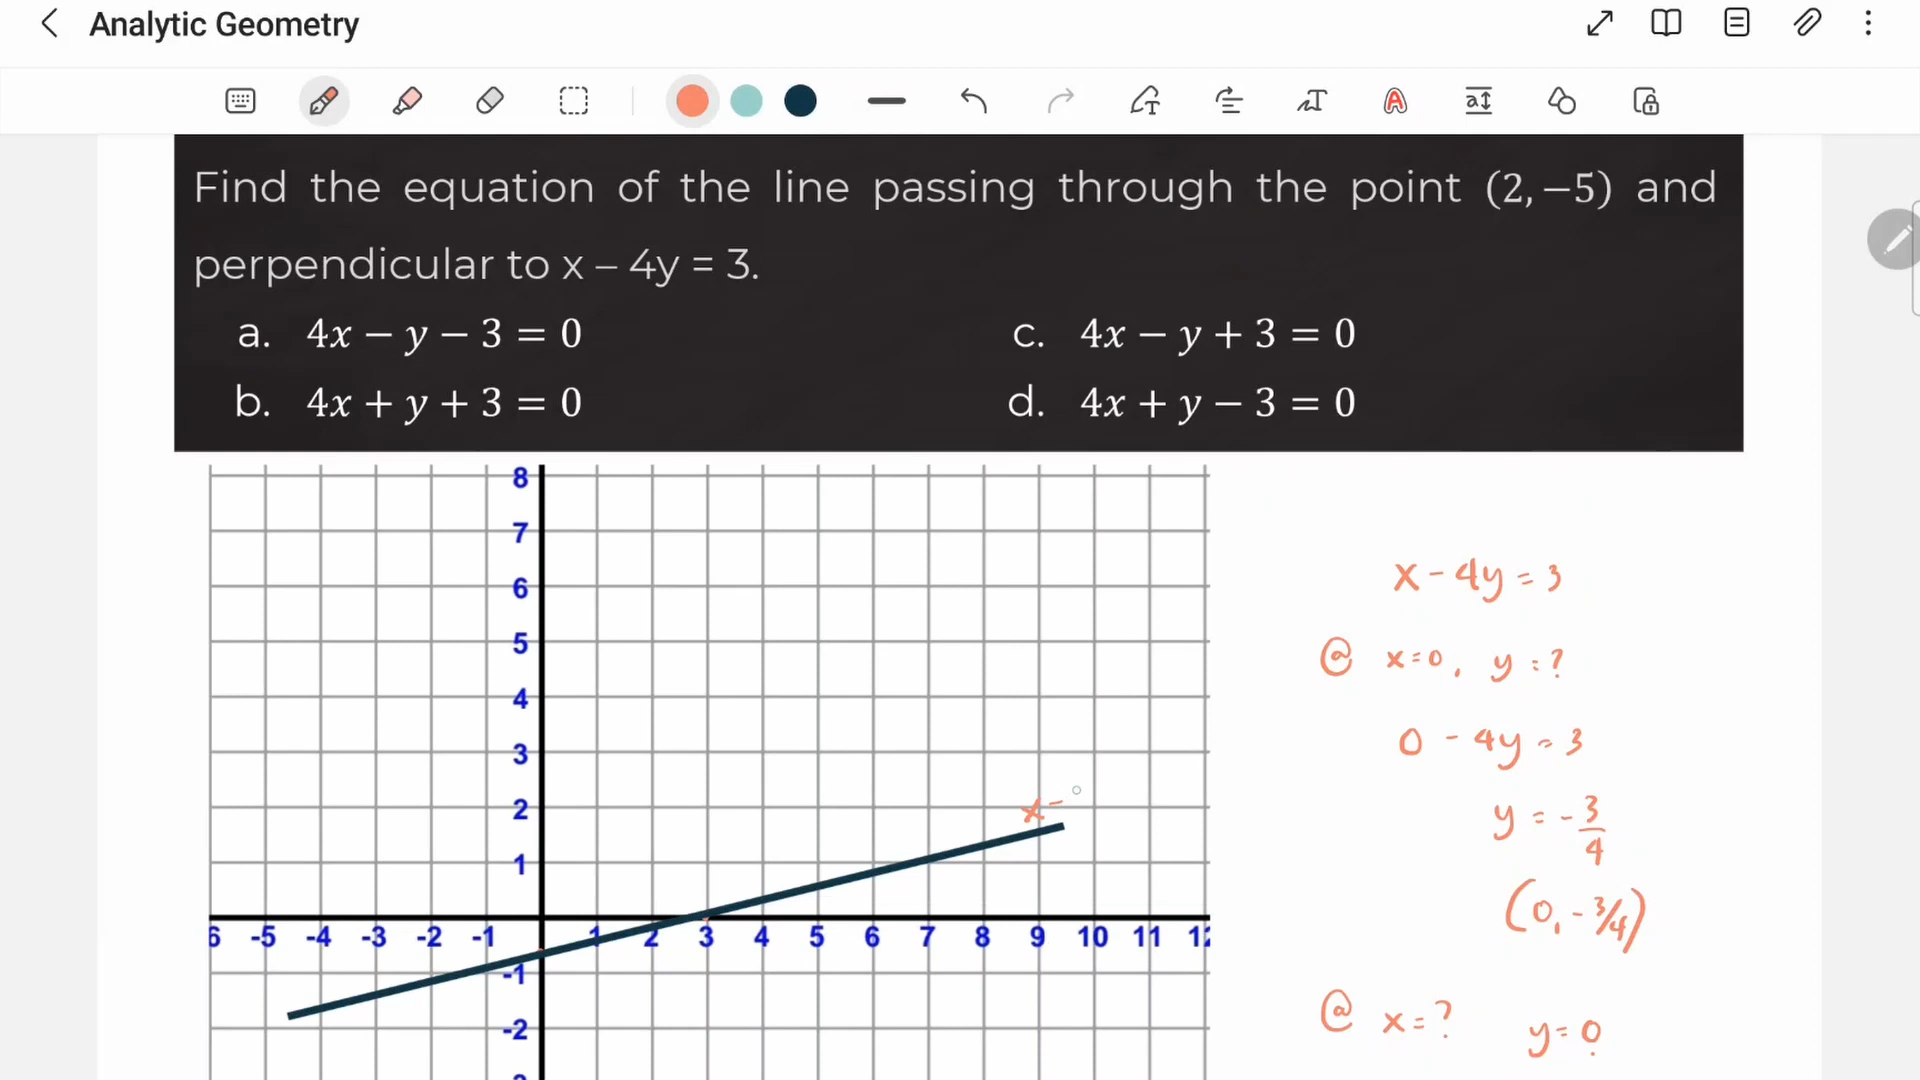 Analytic Geometry
Find the equation of the line passing through the point (2, −5) and
perpendicular to x – 4y = 3.
a. 4x − y − 3 = 0
c. 4x − y + 3 = 0
b. 4x + y + 3 = 0
d. 4x + y − 3 = 0
8
7
6
5
4
3
2
1
6 -5 -4 -3 -2 -1 1 2 3 4 5 6 7 8 9 10 11 12
-1
-2
x -
x - 4y = 3
@ x=0, y = ?
0 - 4y = 3
y = - 3/4
(0, - 3/4)
@ x = ? y = 0